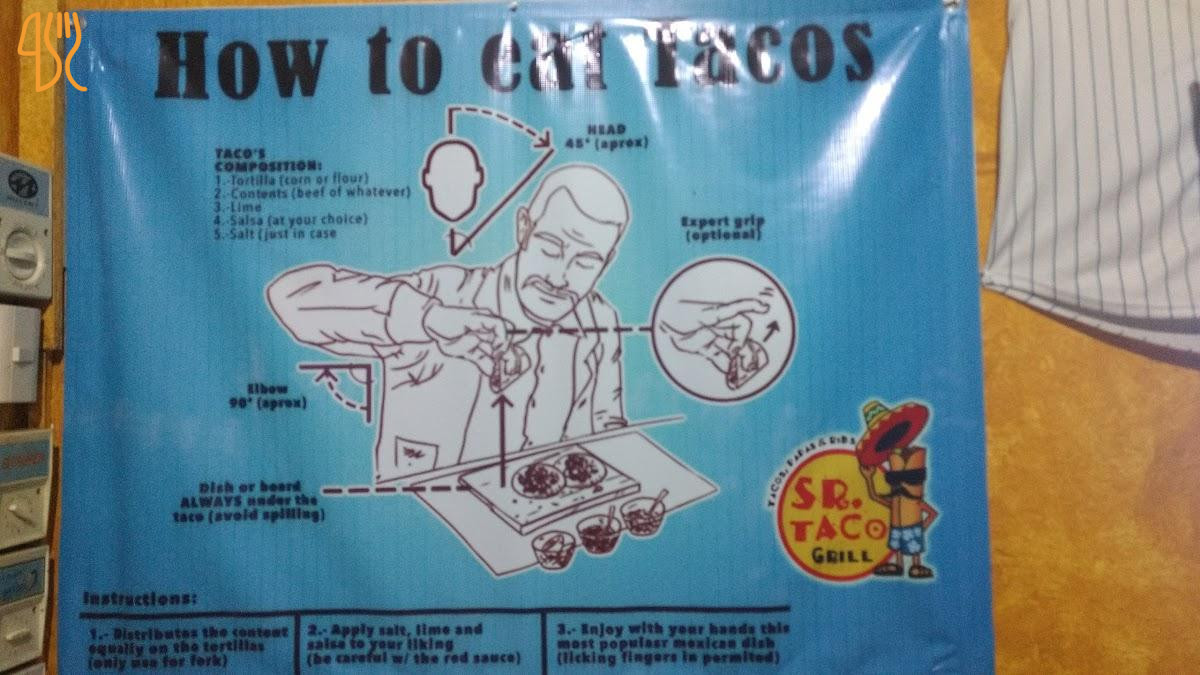 How to eat Tacos
TACO'S
COMPOSITION:
1.-Tortilla (corn or flour)
2.-Contents (beef of whatever)
3.-Lime
4.-Salsa (at your choice)
5.-Salt (just in case
HEAD
45° (aprox)
Expert grip
(optional)
Elbow
90° (aprox)
Dish or board
ALWAYS under the
taco (avoid spilling)
TACOS, PAPAS & RIBS
SR.
TACO
GRILL
Instructions:
1.- Distributes the content
equally on the tortillas
(only use for fork)
2.- Apply salt, lime and
salsa to your liking
(be careful w/ the red sauce)
3.- Enjoy with your hands this
most populasr mexican dish
(licking fingers in permited)